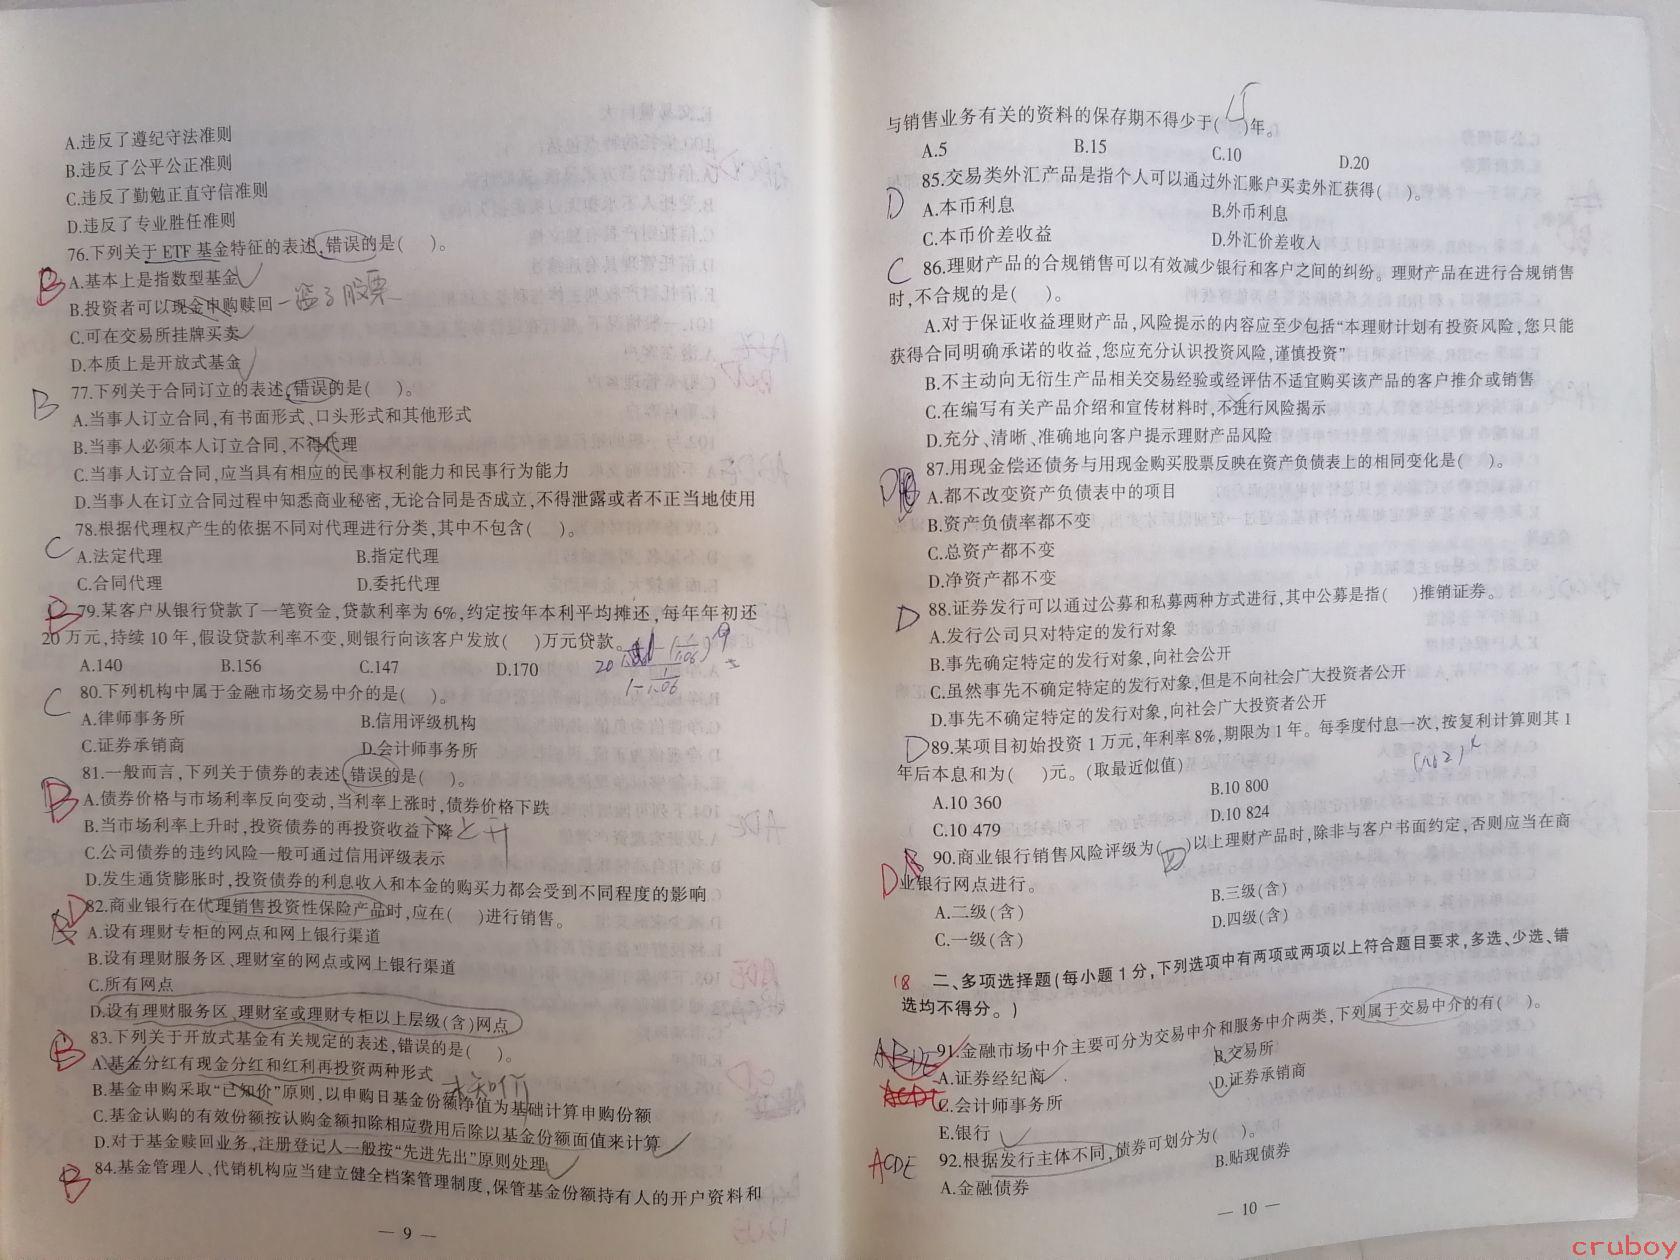 A.违反了遵纪守法准则
B.违反了公平公正准则
C.违反了勤勉正直守信准则
D.违反了专业胜任准则
76.下列关于 ETF 基金特征的表述,错误的是(　)。
B
A.基本上是指数型基金
B.投资者可以现金申购赎回 一篮子股票
C.可在交易所挂牌买卖
D.本质上是开放式基金
77.下列关于合同订立的表述,错误的是(　)。
B
A.当事人订立合同,有书面形式、口头形式和其他形式
B.当事人必须本人订立合同,不得代理
C.当事人订立合同,应当具有相应的民事权利能力和民事行为能力
D.当事人在订立合同过程中知悉商业秘密,无论合同是否成立,不得泄露或者不正当地使用
78.根据代理权产生的依据不同对代理进行分类,其中不包含(　)。
C
A.法定代理 B.指定代理
C.合同代理 D.委托代理
B 79.某客户从银行贷款了一笔资金,贷款利率为 6%,约定按年本利平均摊还,每年年初还
20 万元,持续 10 年,假设贷款利率不变,则银行向该客户发放(　)万元贷款。
A.140 B.156 C.147 D.170
80.下列机构中属于金融市场交易中介的是(　)。
C
A.律师事务所 B.信用评级机构
C.证券承销商 D.会计师事务所
81.一般而言,下列关于债券的表述,错误的是(　)。
B
A.债券价格与市场利率反向变动,当利率上涨时,债券价格下跌
B.当市场利率上升时,投资债券的再投资收益下降 上升
C.公司债券的违约风险一般可通过信用评级表示
D.发生通货膨胀时,投资债券的利息收入和本金的购买力都会受到不同程度的影响
D 82.商业银行在代理销售投资性保险产品时,应在(　)进行销售。
A.设有理财专柜的网点和网上银行渠道
B.设有理财服务区、理财室的网点或网上银行渠道
C.所有网点
D.设有理财服务区、理财室或理财专柜以上层级(含)网点
83.下列关于开放式基金有关规定的表述,错误的是(　)。
B
A.基金分红有现金分红和红利再投资两种形式
未知价
B.基金申购采取“已知价”原则,以申购日基金份额净值为基础计算申购份额
C.基金认购的有效份额按认购金额扣除相应费用后除以基金份额面值来计算
D.对于基金赎回业务,注册登记人一般按“先进先出”原则处理
B 84.基金管理人、代销机构应当建立健全档案管理制度,保管基金份额持有人的开户资料和
— 9 —
与销售业务有关的资料的保存期不得少于( 15 )年。
A.5 B.15 C.10 D.20
85.交易类外汇产品是指个人可以通过外汇账户买卖外汇获得(　)。
D
A.本币利息 B.外币利息
C.本币价差收益 D.外汇价差收入
C 86.理财产品的合规销售可以有效减少银行和客户之间的纠纷。理财产品在进行合规销售
时,不合规的是(　)。
A.对于保证收益理财产品,风险提示的内容应至少包括“本理财计划有投资风险,您只能
获得合同明确承诺的收益,您应充分认识投资风险,谨慎投资”
B.不主动向无衍生产品相关交易经验或经评估不适宜购买该产品的客户推介或销售
C.在编写有关产品介绍和宣传材料时,不进行风险揭示
D.充分、清晰、准确地向客户提示理财产品风险
87.用现金偿还债务与用现金购买股票反映在资产负债表上的相同变化是(　)。
D
A.都不改变资产负债表中的项目
B.资产负债率都不变
C.总资产都不变
D.净资产都不变
D 88.证券发行可以通过公募和私募两种方式进行,其中公募是指(　)推销证券。
A.发行公司只对特定的发行对象
B.事先确定特定的发行对象,向社会公开
C.虽然事先不确定特定的发行对象,但是不向社会广大投资者公开
D.事先不确定特定的发行对象,向社会广大投资者公开
D 89.某项目初始投资 1 万元,年利率 8%,期限为 1 年。每季度付息一次,按复利计算则其 1
年后本息和为(　)元。(取最近似值)
A.10 360 B.10 800
C.10 479 D.10 824
90.商业银行销售风险评级为( 四 )以上理财产品时,除非与客户书面约定,否则应当在商
D
业银行网点进行。
A.二级(含) B.三级(含)
C.一级(含) D.四级(含)
18 二、多项选择题(每小题 1 分,下列选项中有两项或两项以上符合题目要求,多选、少选、错
选均不得分。)
ABDE 91.金融市场中介主要可分为交易中介和服务中介两类,下列属于交易中介的有(　)。
A.证券经纪商 B.交易所
ACDE
C.会计师事务所 D.证券承销商
E.银行
ACDE 92.根据发行主体不同,债券可划分为(　)。
A.金融债券 B.贴现债券
— 10 —
cruboy